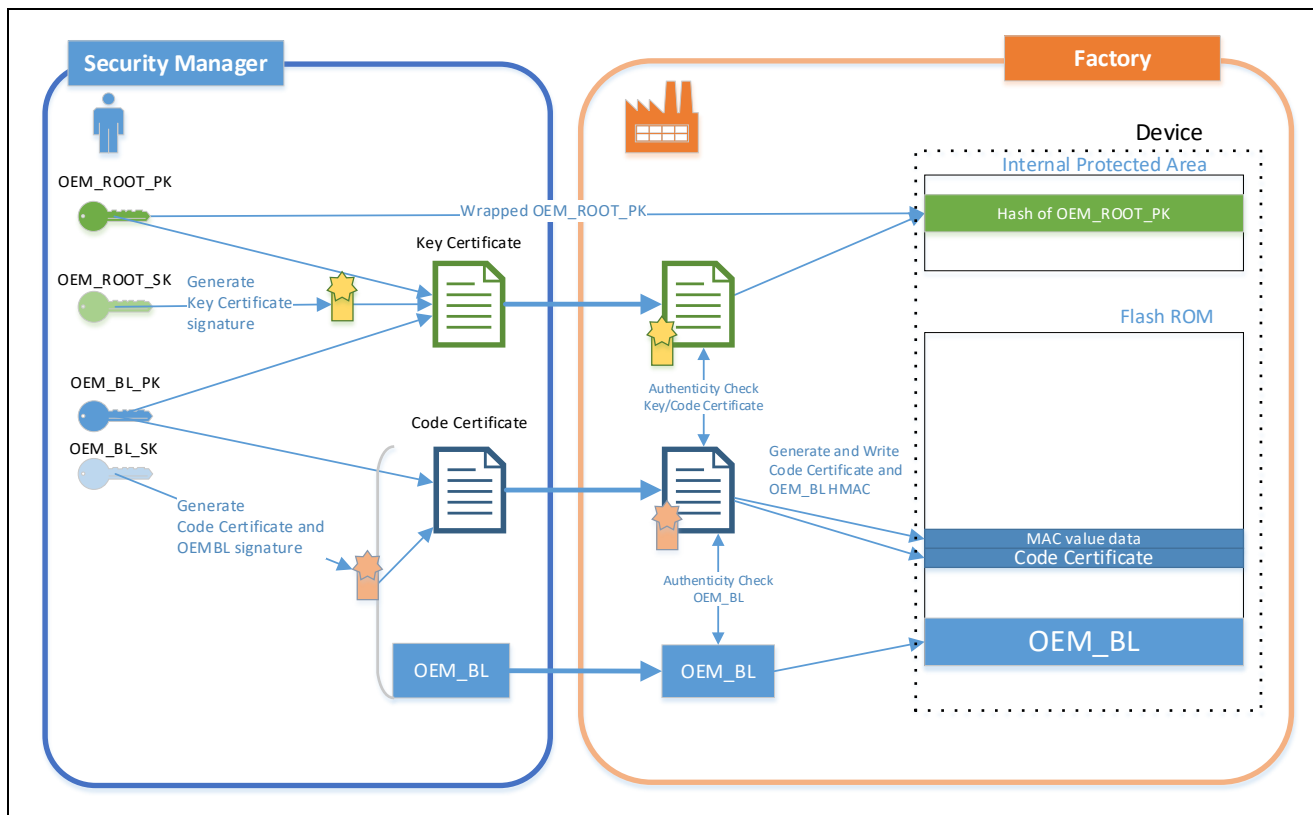 Security Manager
Factory
Device
Internal Protected Area
OEM_ROOT_PK
Wrapped OEM_ROOT_PK
Hash of OEM_ROOT_PK
Key Certificate
OEM_ROOT_SK
Generate
Key Certificate
signature
Flash ROM
OEM_BL_PK
Authenticity Check
Key/Code Certificate
Code Certificate
OEM_BL_SK
Generate and Write
Code Certificate and
OEM_BL HMAC
Generate
Code Certificate and
OEMBL signature
MAC value data
Code Certificate
Authenticity Check
OEM_BL
OEM_BL
OEM_BL
OEM_BL